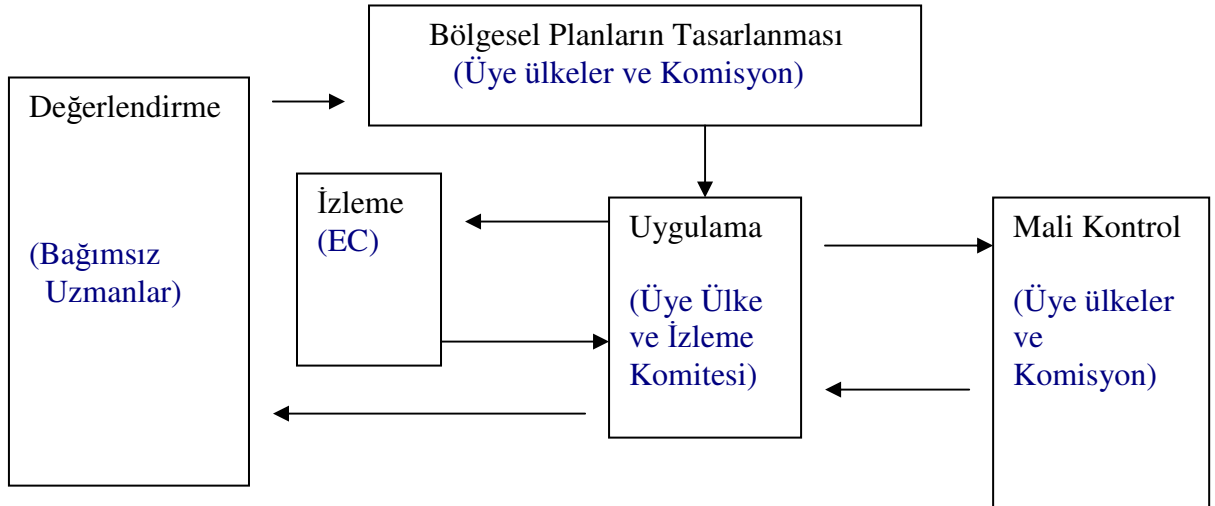 Bölgesel Planların Tasarlanması
(Üye ülkeler ve Komisyon)
Değerlendirme
(Bağımsız
Uzmanlar)
İzleme
(EC)
Uygulama
(Üye Ülke
ve İzleme
Komitesi)
Mali Kontrol
(Üye ülkeler
ve
Komisyon)